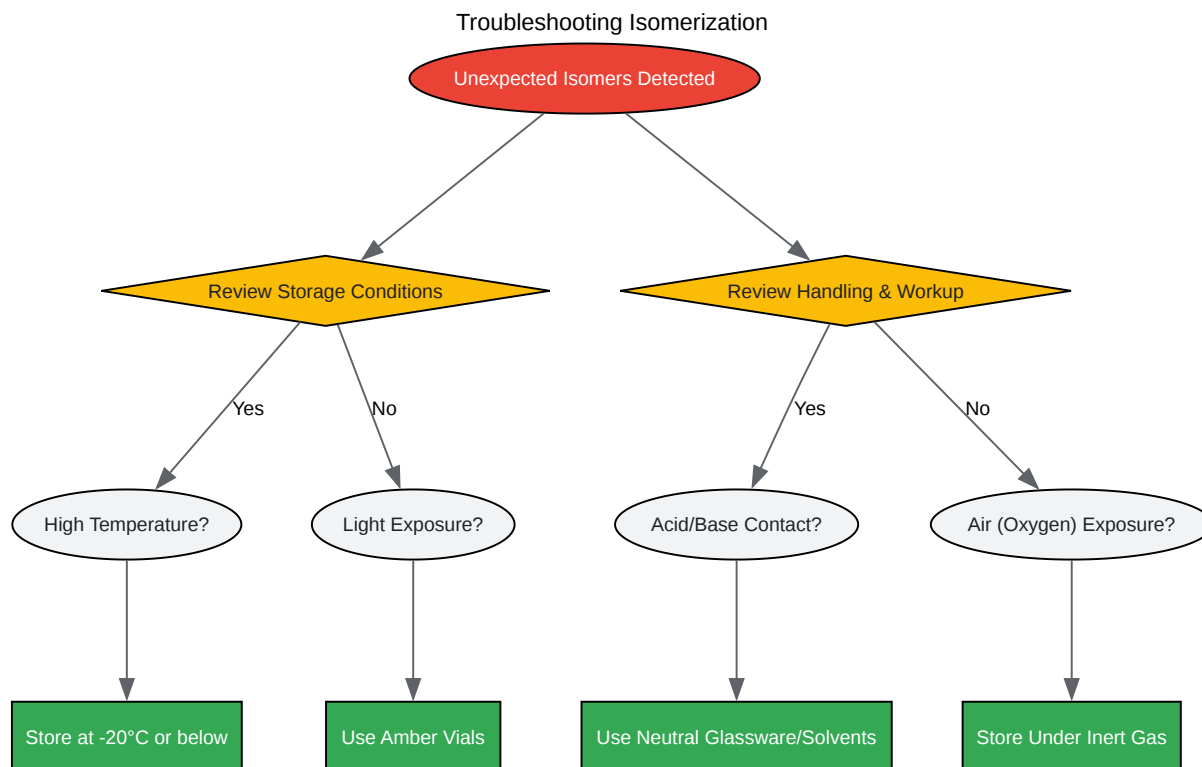 Troubleshooting Isomerization
Unexpected Isomers Detected
Review Storage Conditions
Review Handling & Workup
Yes
No
Yes
No
High Temperature?
Light Exposure?
Acid/Base Contact?
Air (Oxygen) Exposure?
Store at -20°C or below
Use Amber Vials
Use Neutral Glassware/Solvents
Store Under Inert Gas